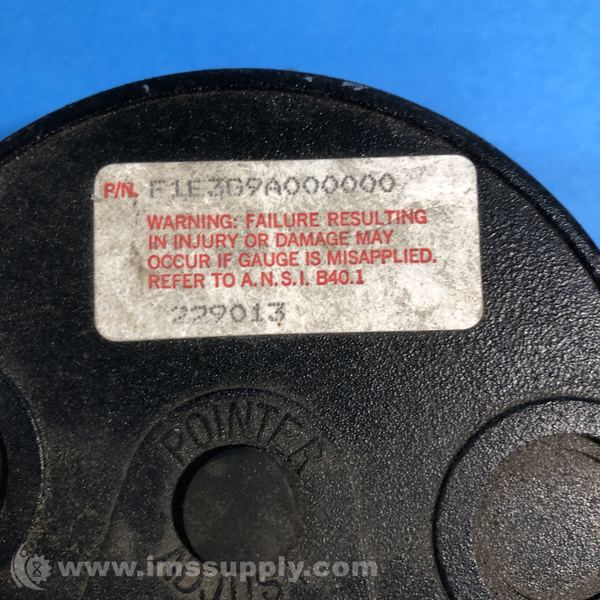 P/N. F1E3G9A000000
WARNING: FAILURE RESULTING
IN INJURY OR DAMAGE MAY
OCCUR IF GAUGE IS MISAPPLIED.
REFER TO A.N.S.I. B40.1
229013
POINTER
www.imssupply.com